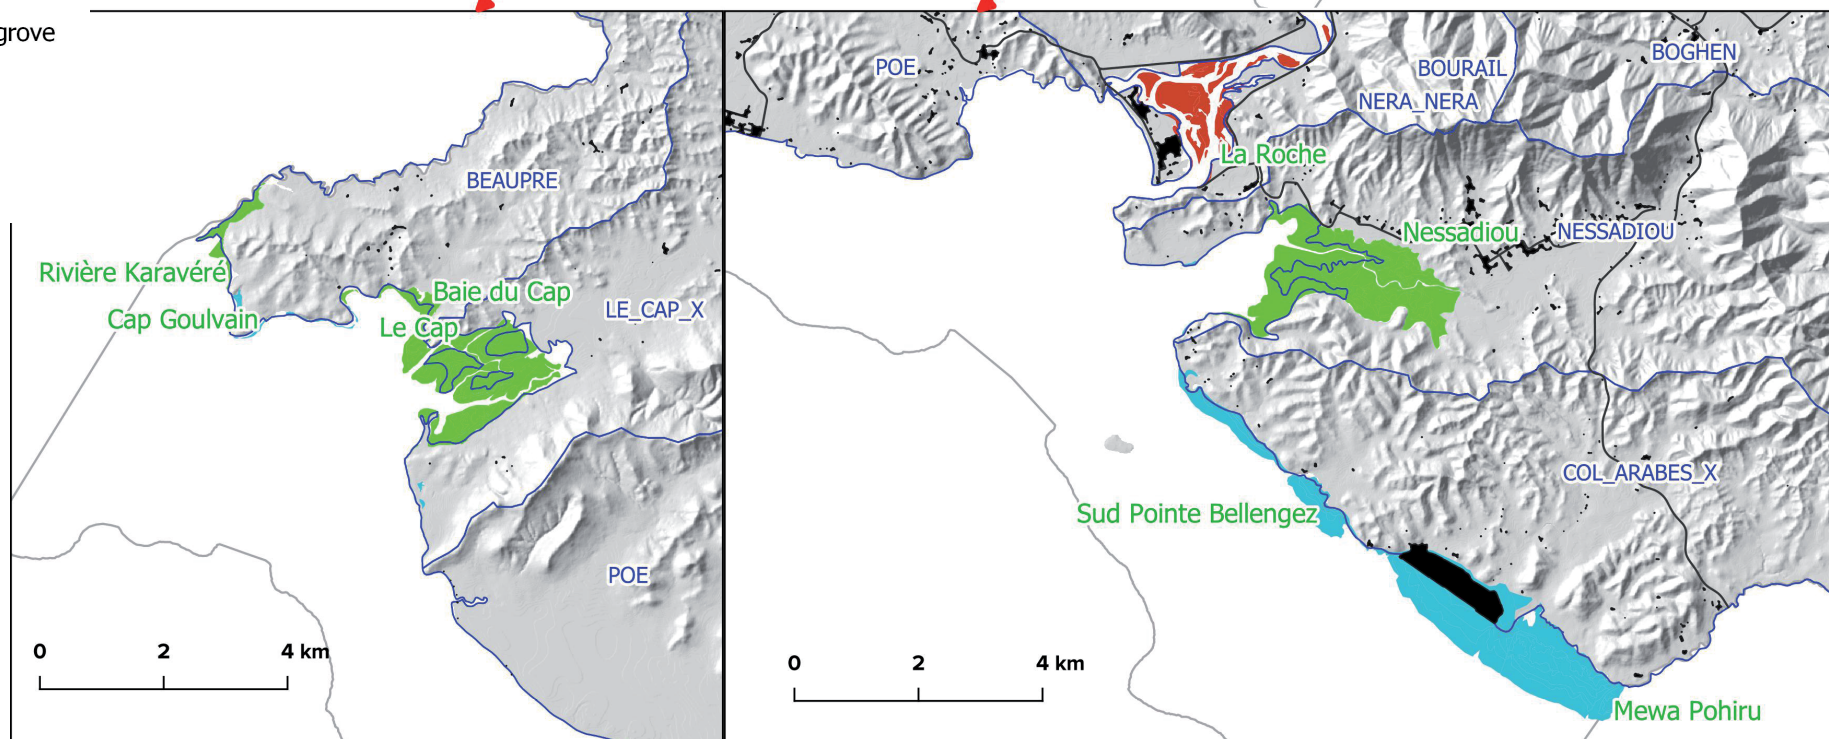 grove
BEAUPRE
Rivière Karavéré
Cap Goulvain
Baie du Cap
Le Cap
LE_CAP_X
POE
0 2 4 km
POE
BOURAIL
BOGHEN
NERA_NERA
La Roche
Nessadiou
NESSADIOU
COL_ARABES_X
Sud Pointe Bellengez
Mewa Pohiru
0 2 4 km